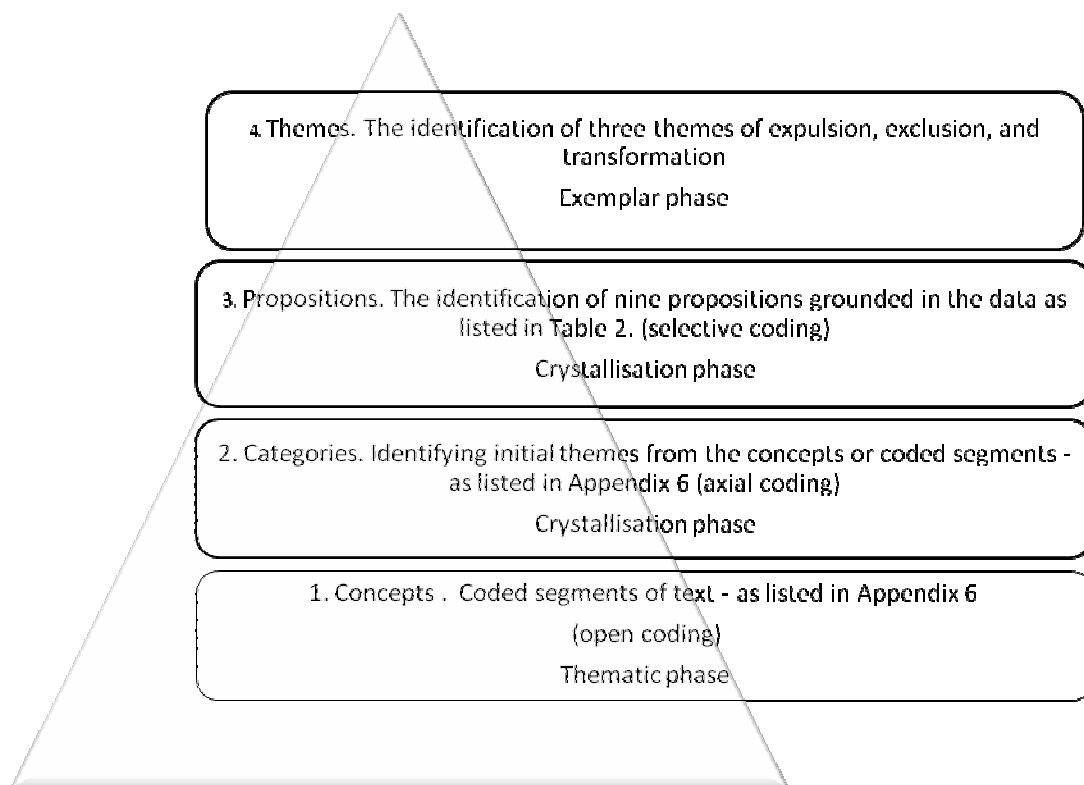 4. Themes. The identification of three themes of expulsion, exclusion, and
transformation
Exemplar phase
3. Propositions. The identification of nine propositions grounded in the data as
listed in Table 2. (selective coding)
Crystallisation phase
2. Categories. Identifying initial themes from the concepts or coded segments -
as listed in Appendix 6 (axial coding)
Crystallisation phase
1. Concepts . Coded segments of text - as listed in Appendix 6
(open coding)
Thematic phase